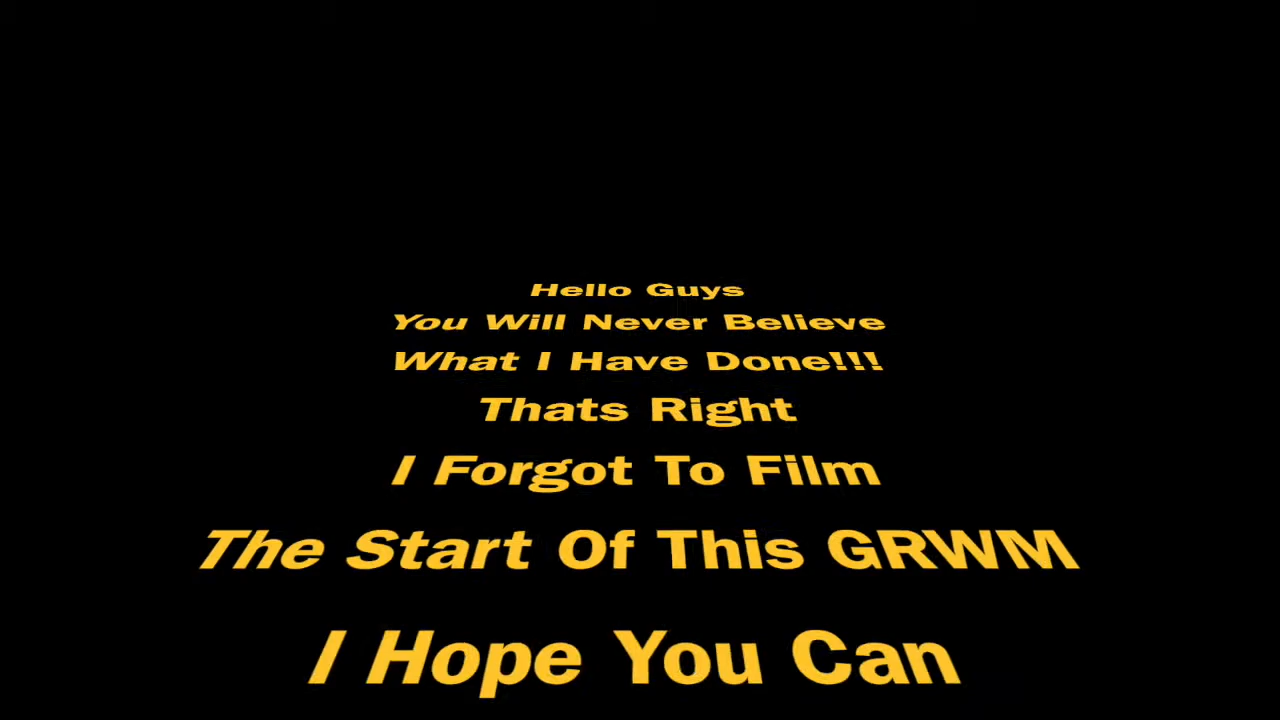 Hello Guys
You Will Never Believe
What I Have Done!!!
Thats Right
I Forgot To Film
The Start Of This GRWM
I Hope You Can